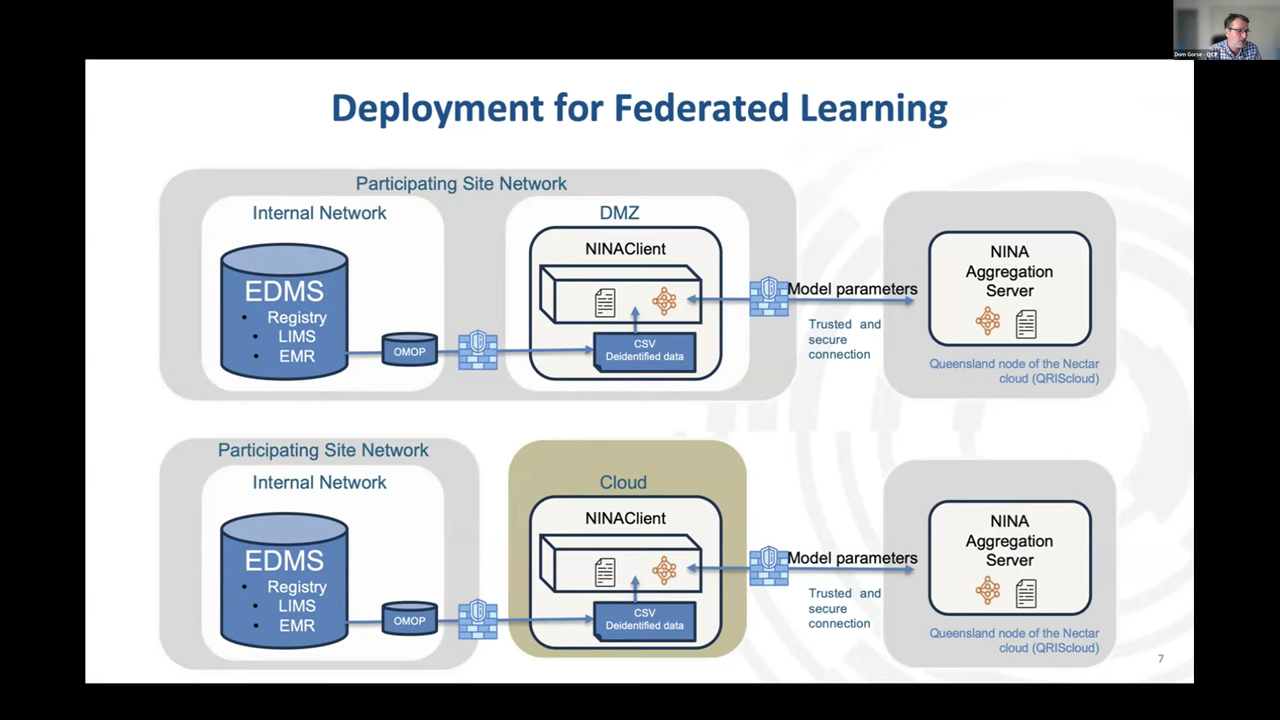 Dom Gorse - QCIF
Deployment for Federated Learning
Participating Site Network
Internal Network
DMZ
EDMS
• Registry
• LIMS
• EMR
OMOP
NINAClient
CSV
Deidentified data
Model parameters
Trusted and
secure
connection
NINA
Aggregation
Server
Queensland node of the Nectar
cloud (QRIScloud)
Participating Site Network
Internal Network
Cloud
EDMS
• Registry
• LIMS
• EMR
OMOP
NINAClient
CSV
Deidentified data
Model parameters
Trusted and
secure
connection
NINA
Aggregation
Server
Queensland node of the Nectar
cloud (QRIScloud)
7